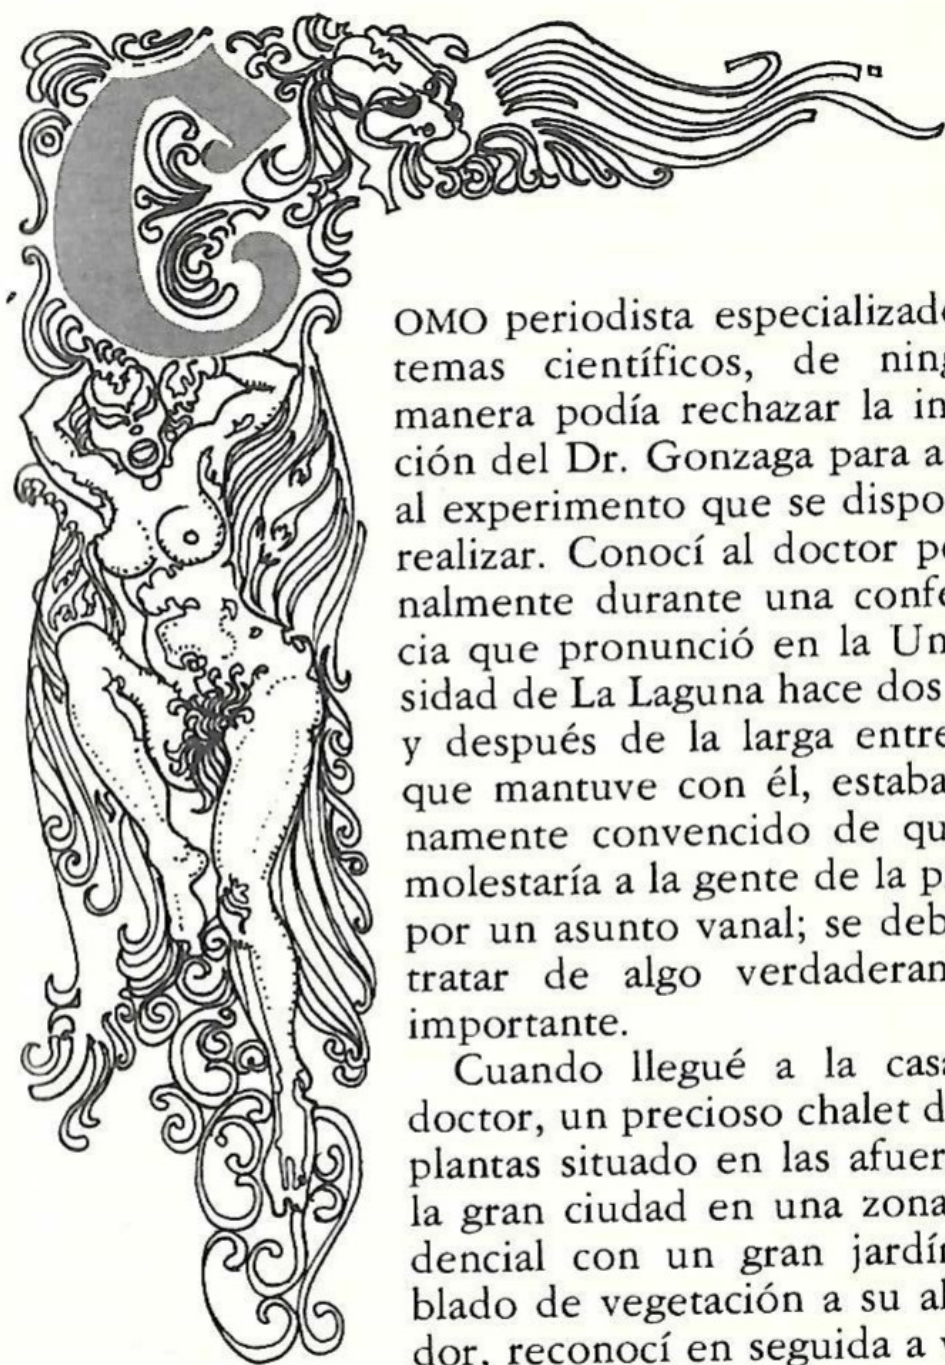 COMO periodista especializado
temas científicos, de ning
manera podía rechazar la in
ción del Dr. Gonzaga para a
al experimento que se dispo
realizar. Conocí al doctor pe
nalmente durante una confe
cia que pronunció en la Un
sidad de La Laguna hace dos
y después de la larga entre
que mantuve con él, estaba
namente convencido de qu
molestaría a la gente de la p
por un asunto vanal; se deb
tratar de algo verdaderam
importante.
Cuando llegué a la casa
doctor, un precioso chalet d
plantas situado en las afuer
la gran ciudad en una zona
dencial con un gran jardín
blado de vegetación a su al
dor, reconocí en seguida a